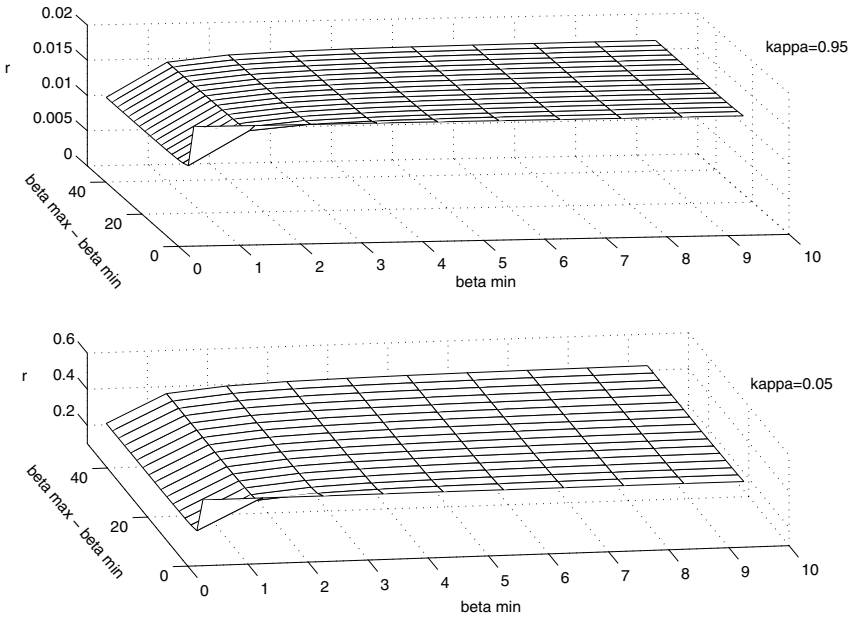 0.02
0.015
r
0.01
0.005
0
kappa=0.95
40
20
0
beta max − beta min
0 1 2 3 4 5 6 7 8 9 10
beta min
0.6
r
0.4
0.2
kappa=0.05
40
20
0
beta max − beta min
0 1 2 3 4 5 6 7 8 9 10
beta min